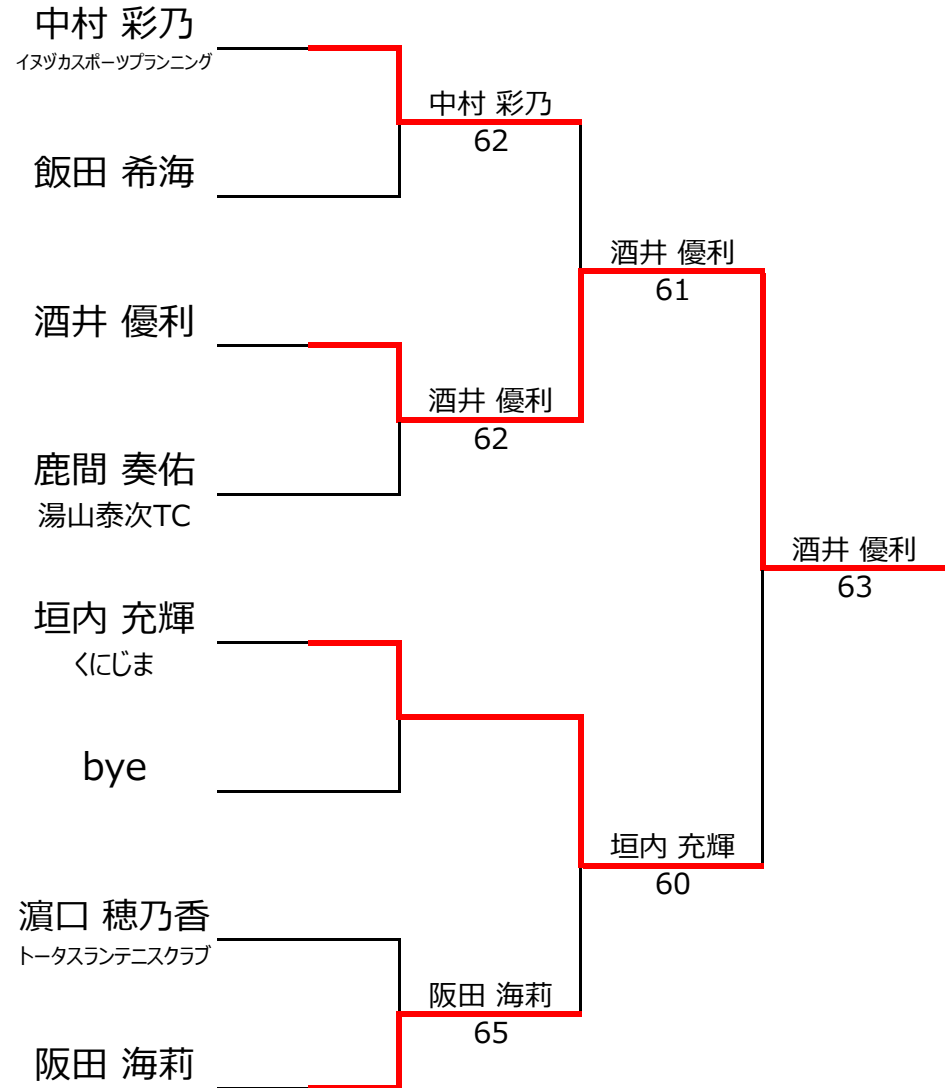 中村 彩乃
イヌヅカスポーツプランニング
中村 彩乃
62
飯田 希海
酒井 優利
61
酒井 優利
酒井 優利
62
鹿間 奏佑
湯山泰次TC
酒井 優利
63
垣内 充輝
くにじま
bye
垣内 充輝
60
濵口 穂乃香
トータスランテニスクラブ
阪田 海莉
65
阪田 海莉